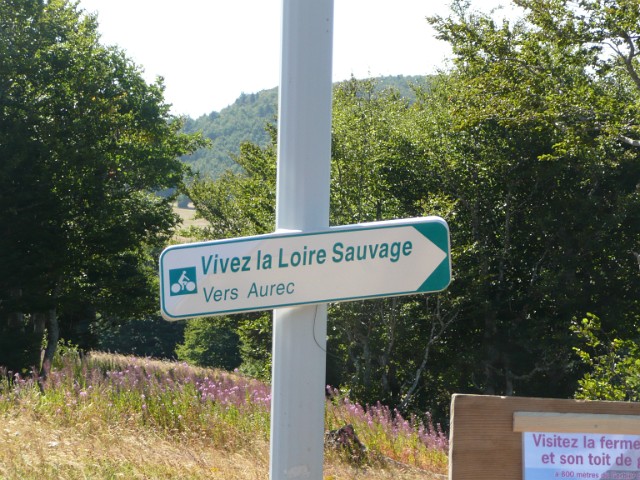 Vivez la Loire Sauvage
Vers Aurec
Visitez la ferme
et son toit de